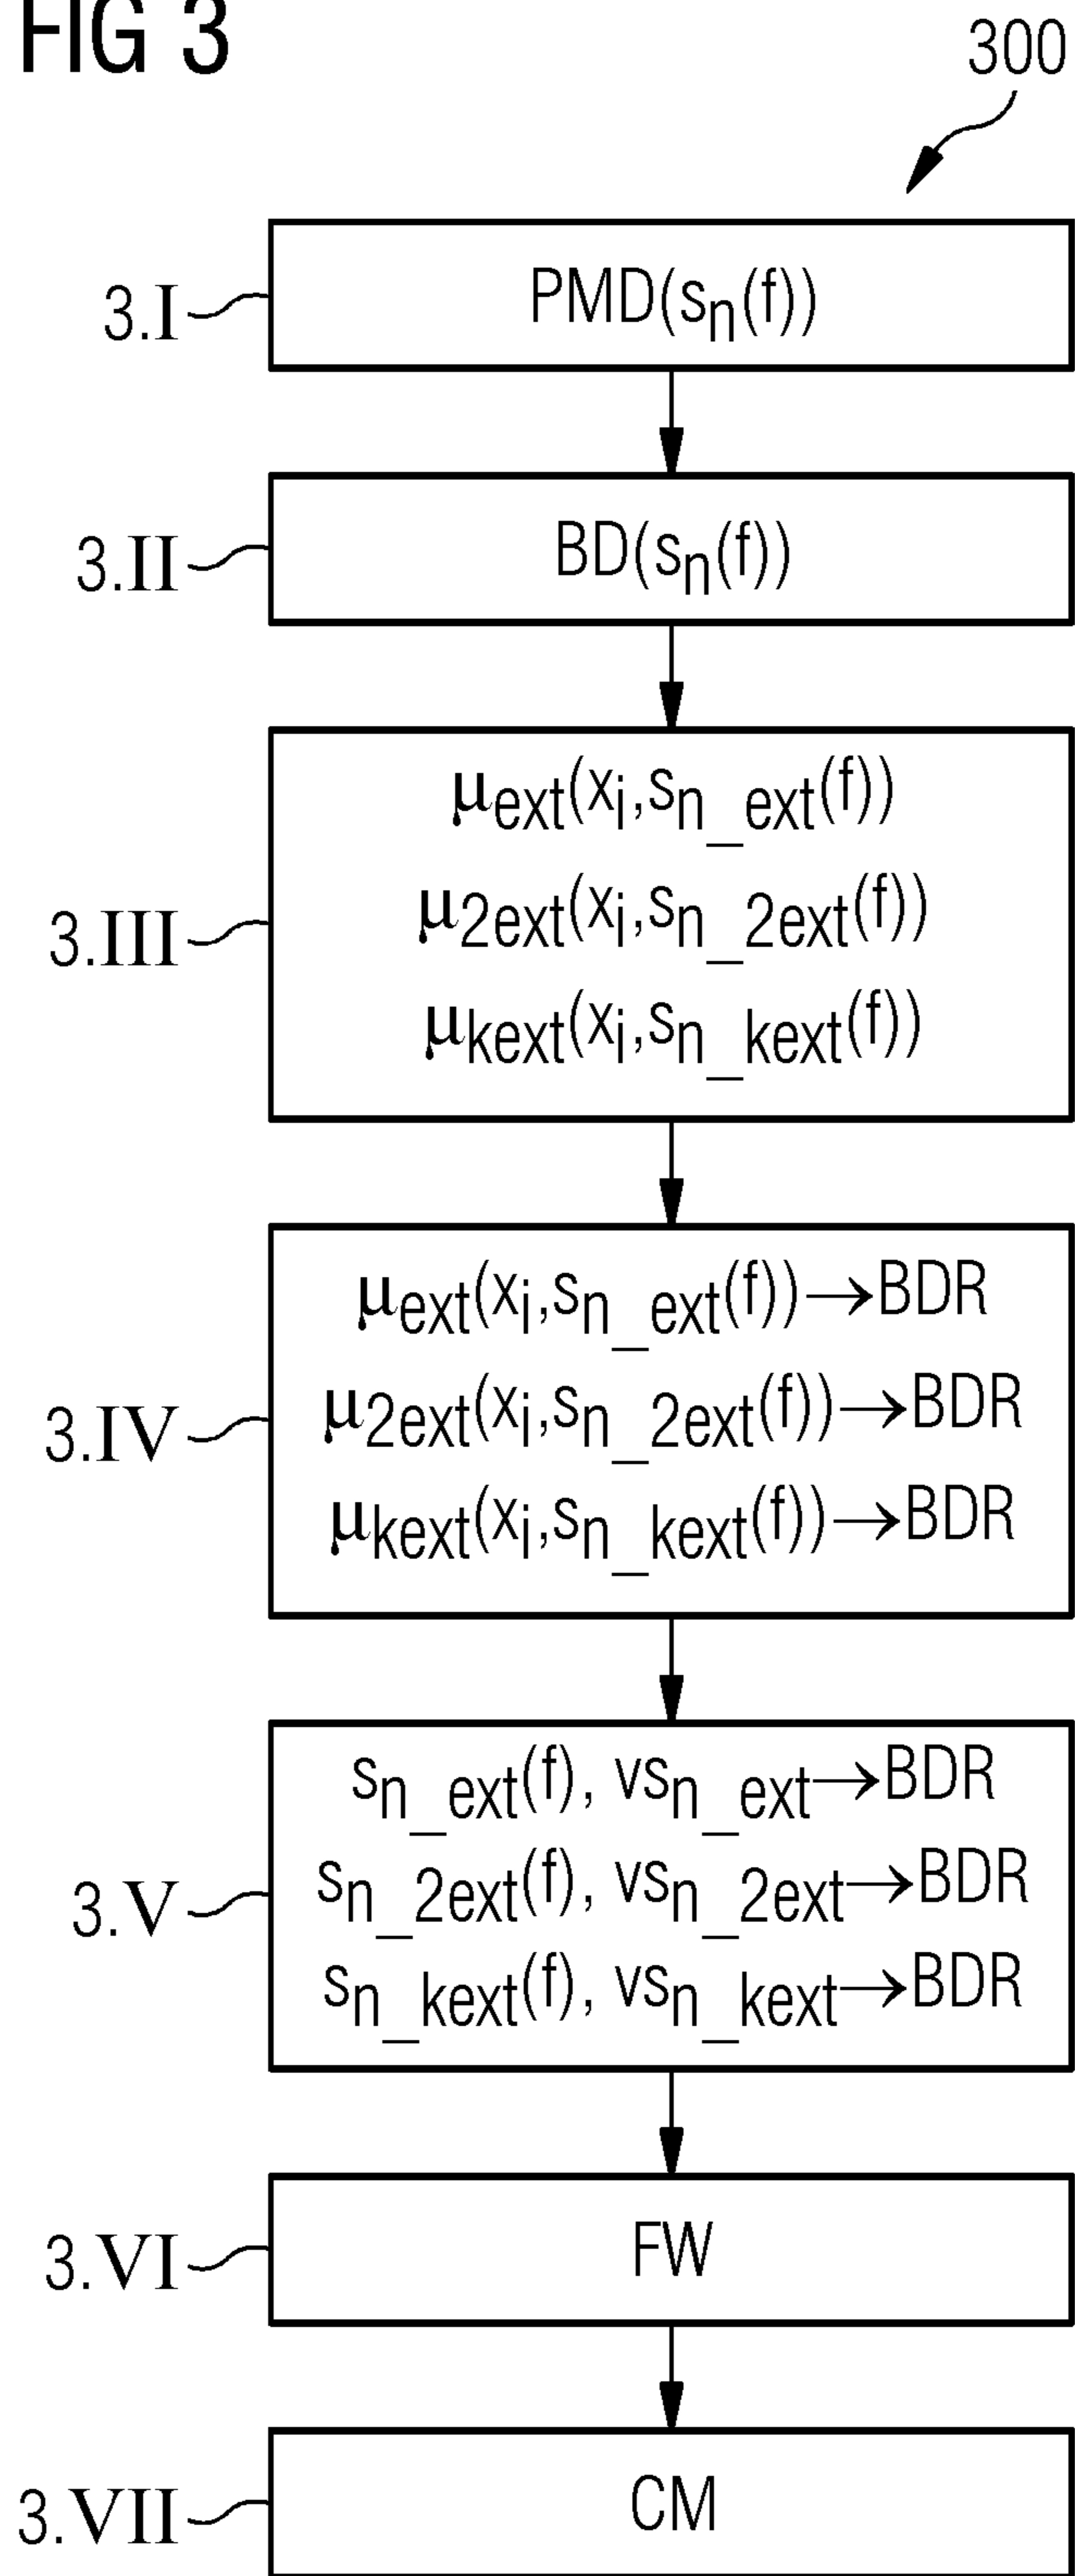 FIG 3
300
3.I
PMD(sn(f))
3.II
BD(sn(f))
3.III
μext(xi,sn_ext(f))
μ2ext(xi,sn_2ext(f))
μkext(xi,sn_kext(f))
3.IV
μext(xi,sn_ext(f))→BDR
μ2ext(xi,sn_2ext(f))→BDR
μkext(xi,sn_kext(f))→BDR
3.V
sn_ext(f), vsn_ext→BDR
sn_2ext(f), vsn_2ext→BDR
sn_kext(f), vsn_kext→BDR
3.VI
FW
3.VII
CM